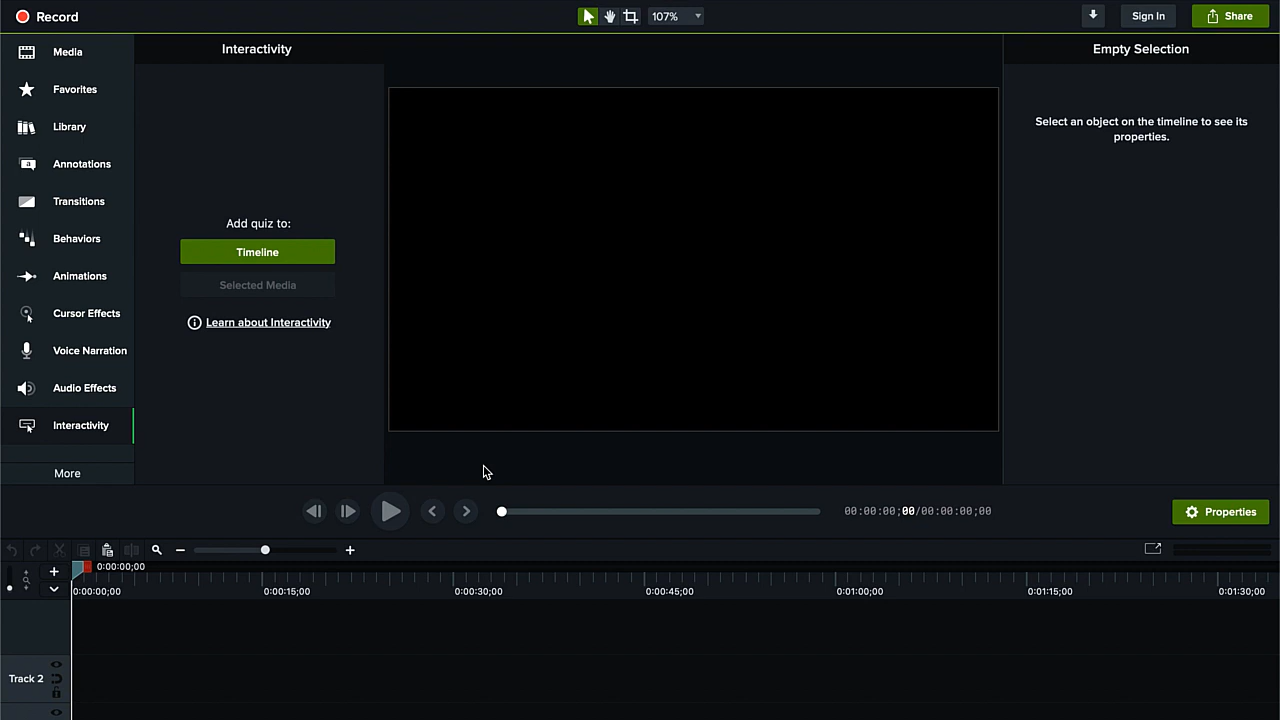 Record
107%
Sign In
Share
Media
Favorites
Library
Annotations
Transitions
Behaviors
Animations
Cursor Effects
Voice Narration
Audio Effects
Interactivity
More
Interactivity
Add quiz to:
Timeline
Selected Media
Learn about Interactivity
Empty Selection
Select an object on the timeline to see its
properties.
00:00:00;00/00:00:00;00
Properties
0:00:00;00
0:00:00;00
0:00:15;00
0:00:30;00
0:00:45;00
0:01:00;00
0:01:15;00
0:01:30;00
Track 2